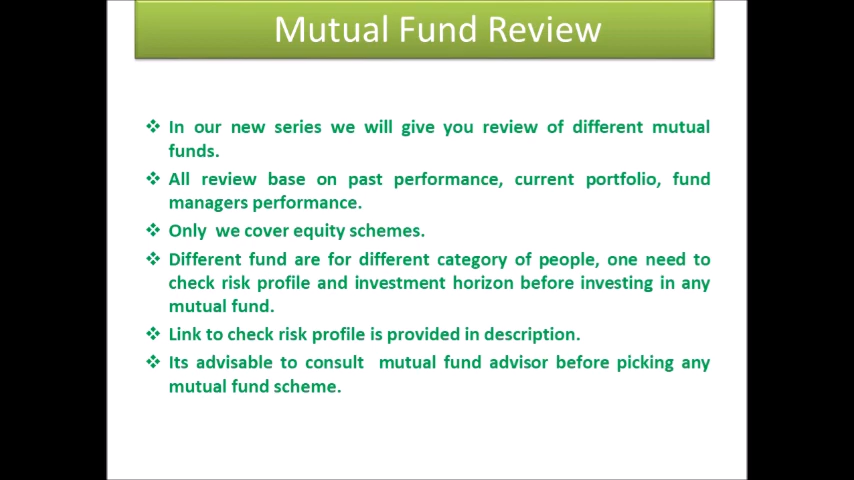 Mutual Fund Review
❖ In our new series we will give you review of different mutual
funds.
❖ All review base on past performance, current portfolio, fund
managers performance.
❖ Only we cover equity schemes.
❖ Different fund are for different category of people, one need to
check risk profile and investment horizon before investing in any
mutual fund.
❖ Link to check risk profile is provided in description.
❖ Its advisable to consult mutual fund advisor before picking any
mutual fund scheme.